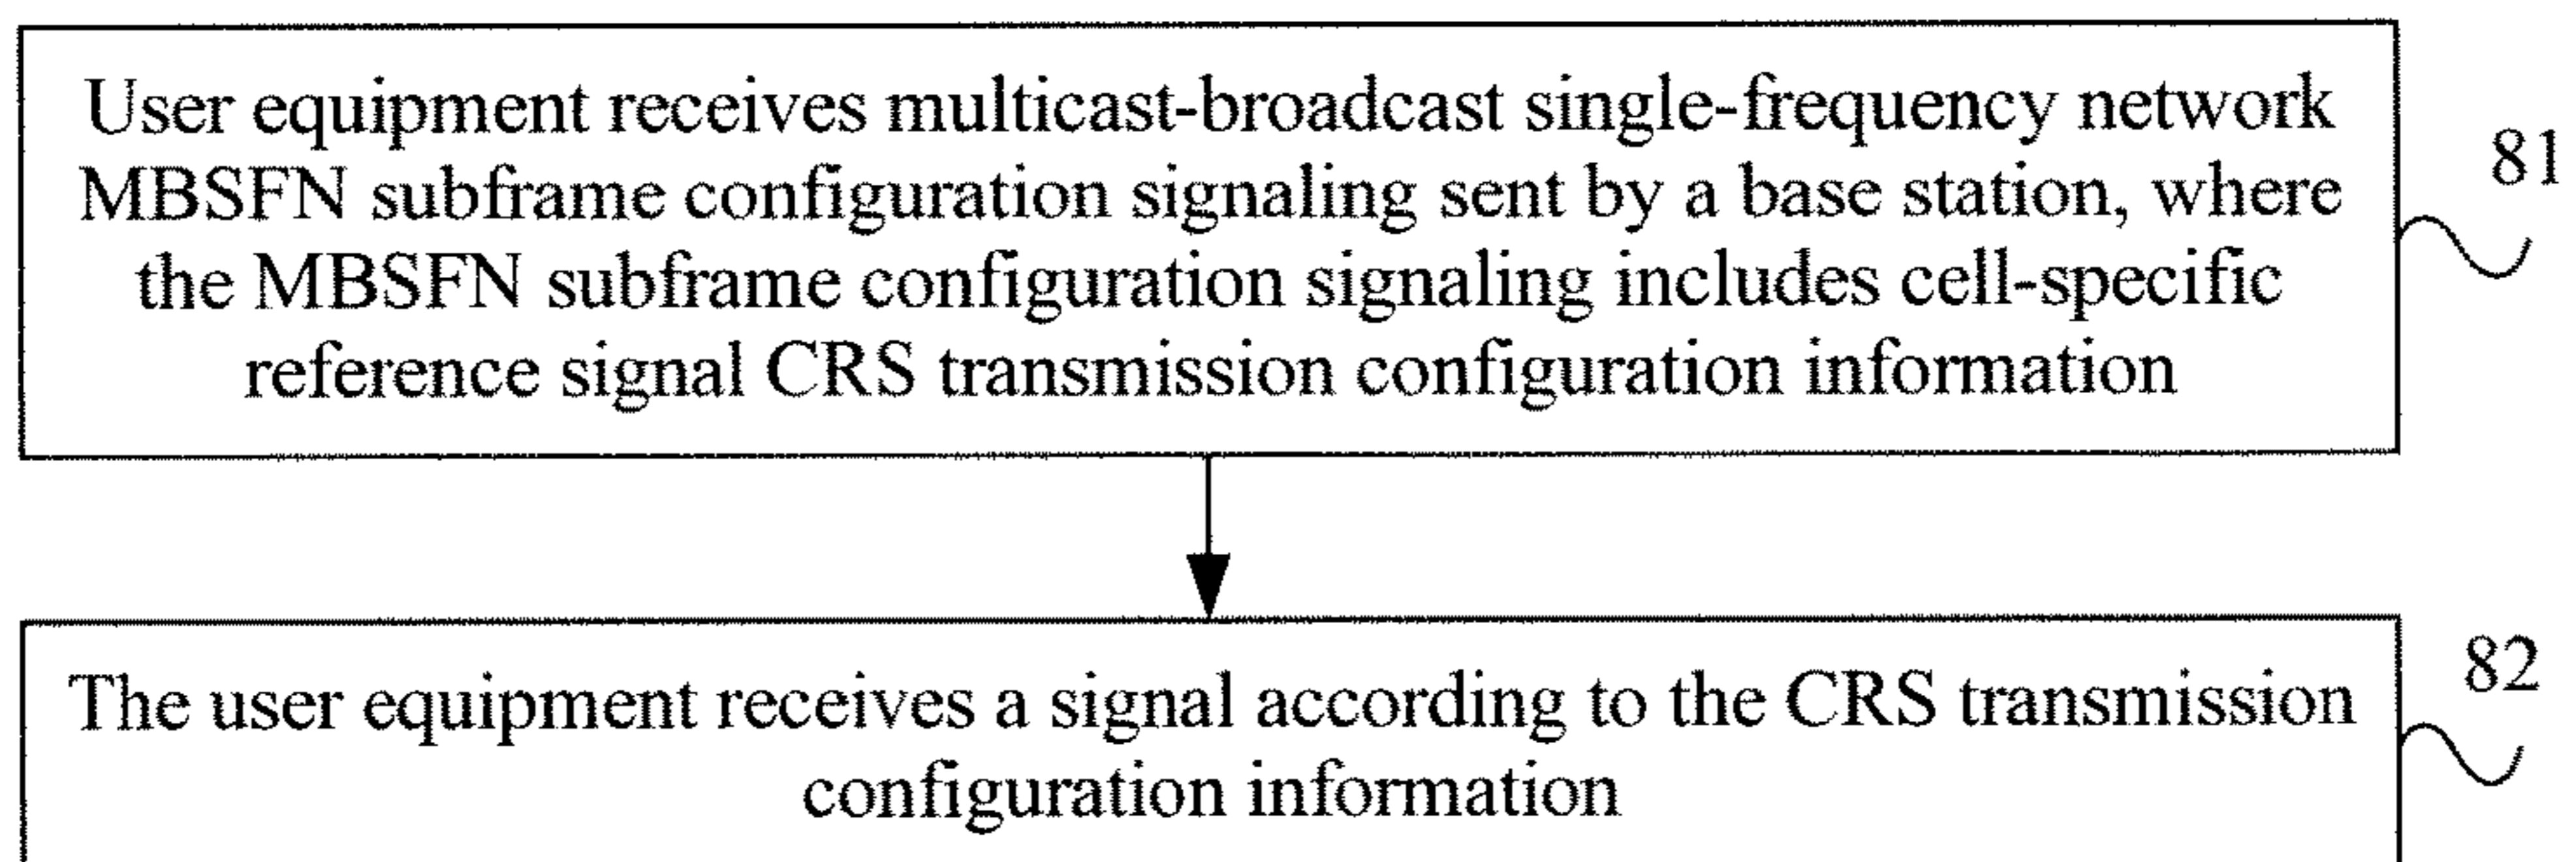 User equipment receives multicast-broadcast single-frequency network
MBSFN subframe configuration signaling sent by a base station, where
the MBSFN subframe configuration signaling includes cell-specific
reference signal CRS transmission configuration information
81
The user equipment receives a signal according to the CRS transmission
configuration information
82